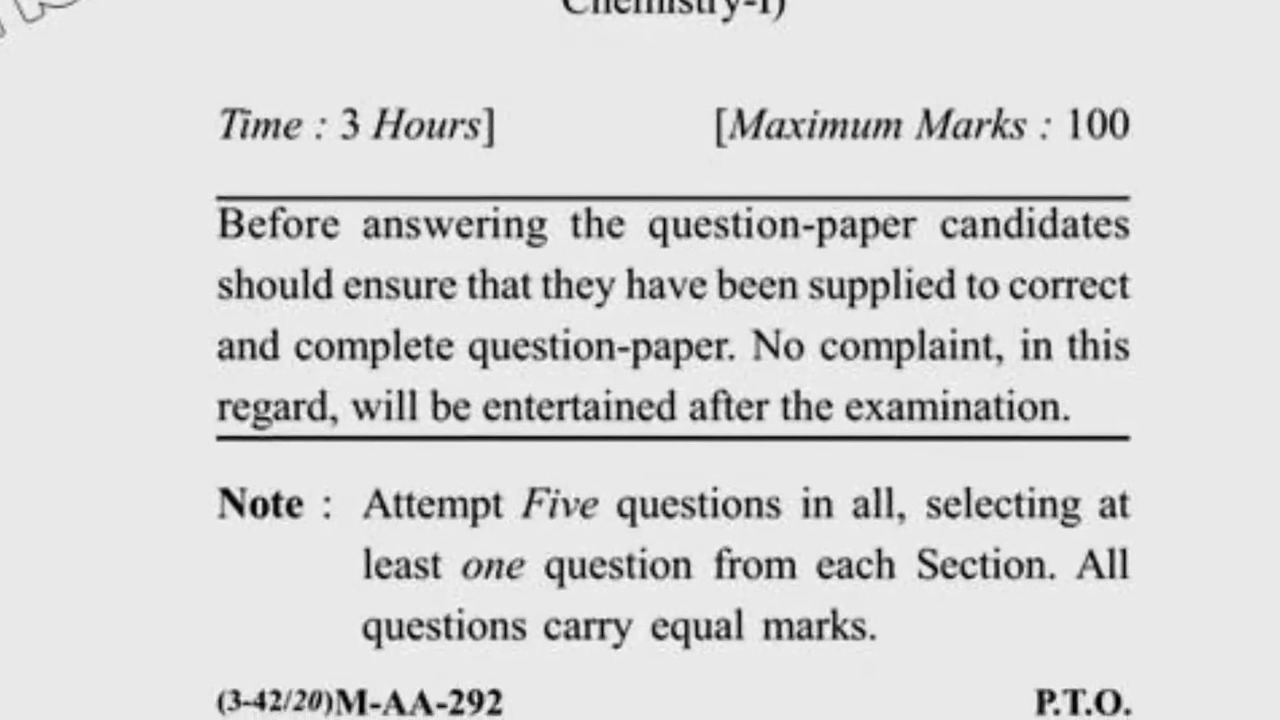 Chemistry-I)
Time : 3 Hours] [Maximum Marks : 100
Before answering the question-paper candidates
should ensure that they have been supplied to correct
and complete question-paper. No complaint, in this
regard, will be entertained after the examination.
Note : Attempt Five questions in all, selecting at
least one question from each Section. All
questions carry equal marks.
(3-42/20)M-AA-292 P.T.O.